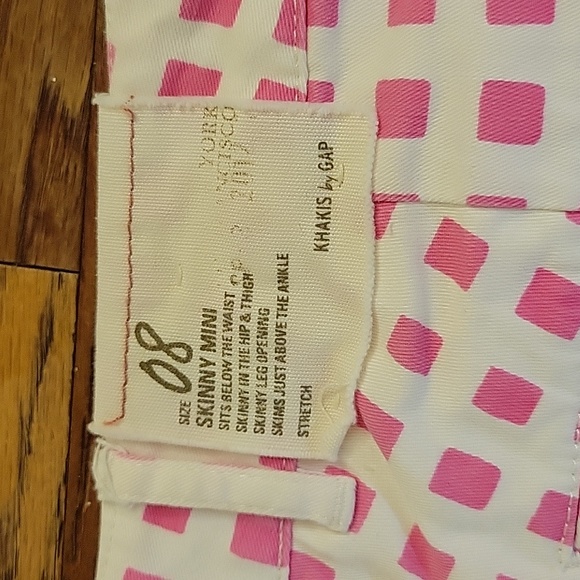 SIZE 08
SKINNY MINI
SITS BELOW THE WAIST
SKINNY IN THE HIP & THIGH
SKINNY LEG OPENING
SKIMS JUST ABOVE THE ANKLE
STRETCH
KHAKIS by GAP
YORK